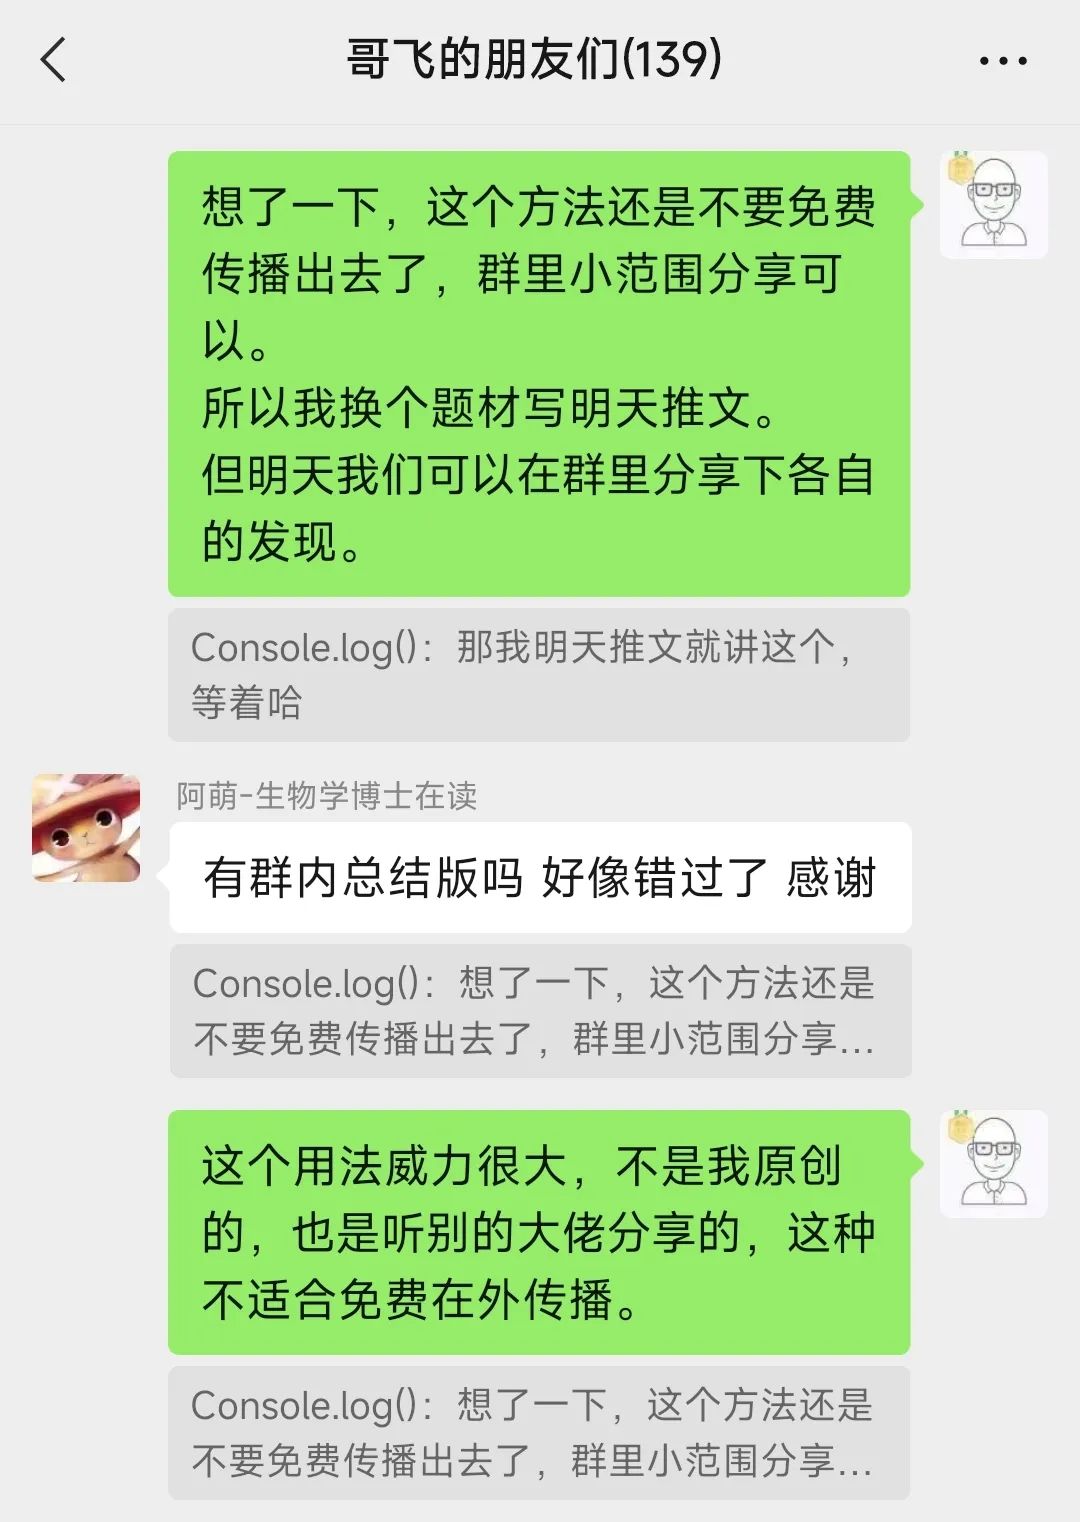 哥飞的朋友们(139)
想了一下，这个方法还是不要免费
传播出去了，群里小范围分享可
以。
所以我换个题材写明天推文。
但明天我们可以在群里分享下各自
的发现。
Console.log()：那我明天推文就讲这个，
等着哈
阿萌-生物学博士在读
有群内总结版吗 好像错过了 感谢
Console.log()：想了一下，这个方法还是
不要免费传播出去了，群里小范围分享...
这个用法威力很大，不是我原创
的，也是听别的大佬分享的，这种
不适合免费在外传播。
Console.log()：想了一下，这个方法还是
不要免费传播出去了，群里小范围分享...